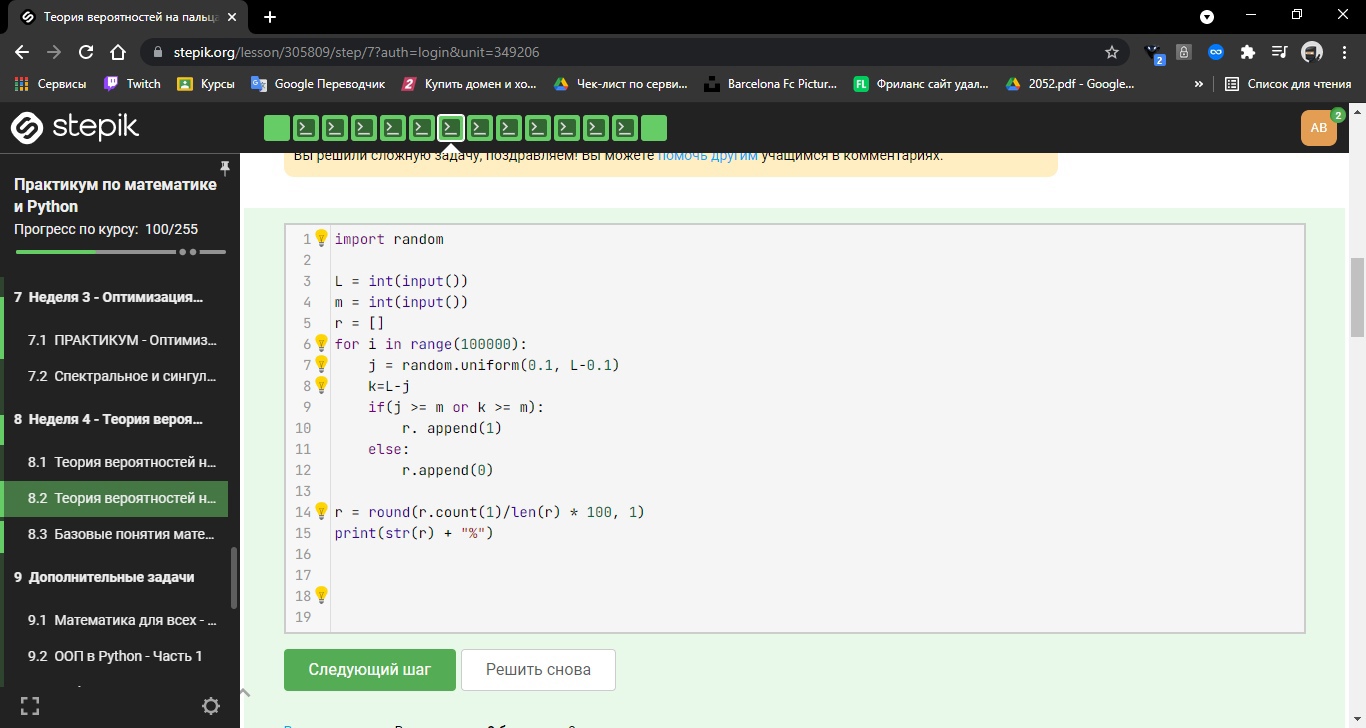 Теория вероятностей на пальца
stepik.org/lesson/305809/step/7?auth=login&unit=349206
2
Сервисы Twitch Курсы Google Переводчик Купить домен и хо... Чек-лист по серви... Barcelona Fc Pictur... FL Фриланс сайт удал... 2052.pdf - Google... » Список для чтения
stepik
AB 2
Вы решили сложную задачу, поздравляем! Вы можете помочь другим учащимся в комментариях.
Практикум по математике
и Python
Прогресс по курсу: 100/255
7 Неделя 3 - Оптимизация...
7.1 ПРАКТИКУМ - Оптимиз...
7.2 Спектральное и сингул...
8 Неделя 4 - Теория вероя...
8.1 Теория вероятностей н...
8.2 Теория вероятностей н...
8.3 Базовые понятия мате...
9 Дополнительные задачи
9.1 Математика для всех - ...
9.2 ООП в Python - Часть 1
1 import random
2
3 L = int(input())
4 m = int(input())
5 r = []
6 for i in range(100000):
7 j = random.uniform(0.1, L-0.1)
8 k=L-j
9 if(j >= m or k >= m):
10 r. append(1)
11 else:
12 r.append(0)
13
14 r = round(r.count(1)/len(r) * 100, 1)
15 print(str(r) + "%")
16
17
18
19
Следующий шаг Решить снова